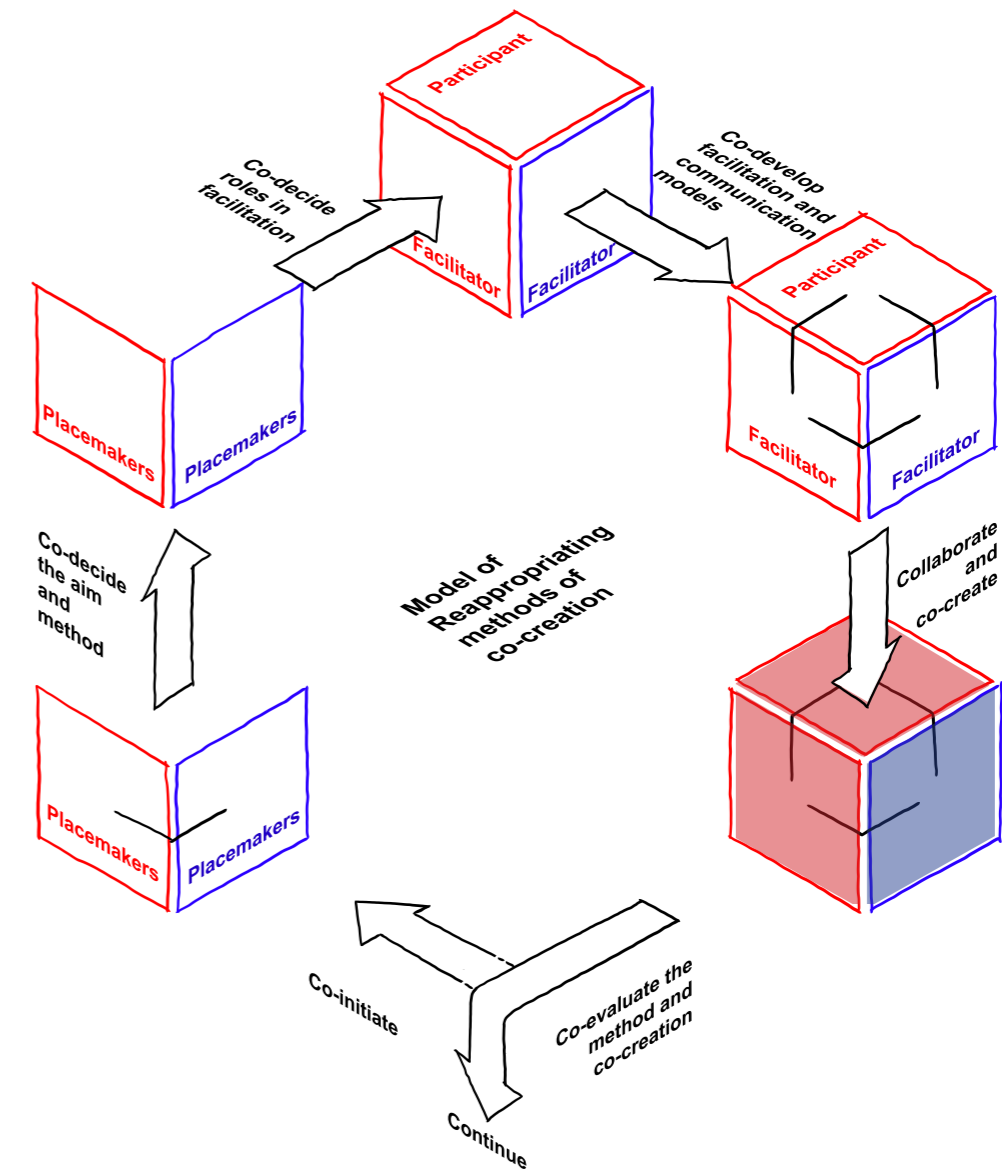 Participant
Facilitator
Facilitator
Co-decide
roles in
facilitation
Co-develop
facilitation and
communication
models
Participant
Facilitator
Facilitator
Placemakers
Placemakers
Co-decide
the aim
and
method
Model of
Reappropriating
methods of
co-creation
Collaborate
and
co-create
Placemakers
Placemakers
Co-initiate
Co-evaluate the
method and
co-creation
Continue